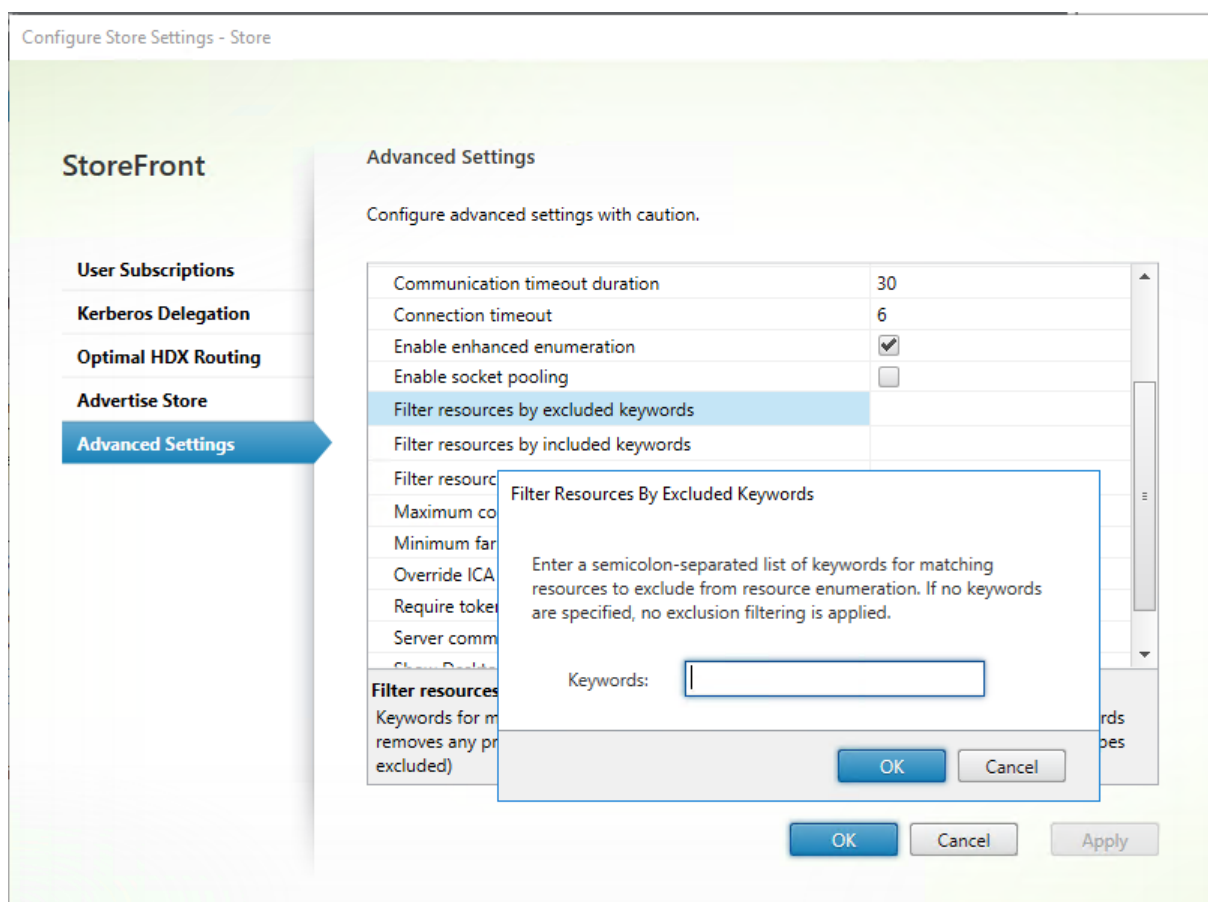 Configure Store Settings - Store
StoreFront
User Subscriptions
Kerberos Delegation
Optimal HDX Routing
Advertise Store
Advanced Settings
Advanced Settings
Configure advanced settings with caution.
Communication timeout duration 30
Connection timeout 6
Enable enhanced enumeration
Enable socket pooling
Filter resources by excluded keywords
Filter resources by included keywords
Filter resourc
Maximum co
Minimum far
Override ICA
Require toke
Server comm
Filter resources
Keywords for m rds
removes any pr pes
excluded)
Filter Resources By Excluded Keywords
Enter a semicolon-separated list of keywords for matching
resources to exclude from resource enumeration. If no keywords
are specified, no exclusion filtering is applied.
Keywords:
OK Cancel
OK Cancel Apply